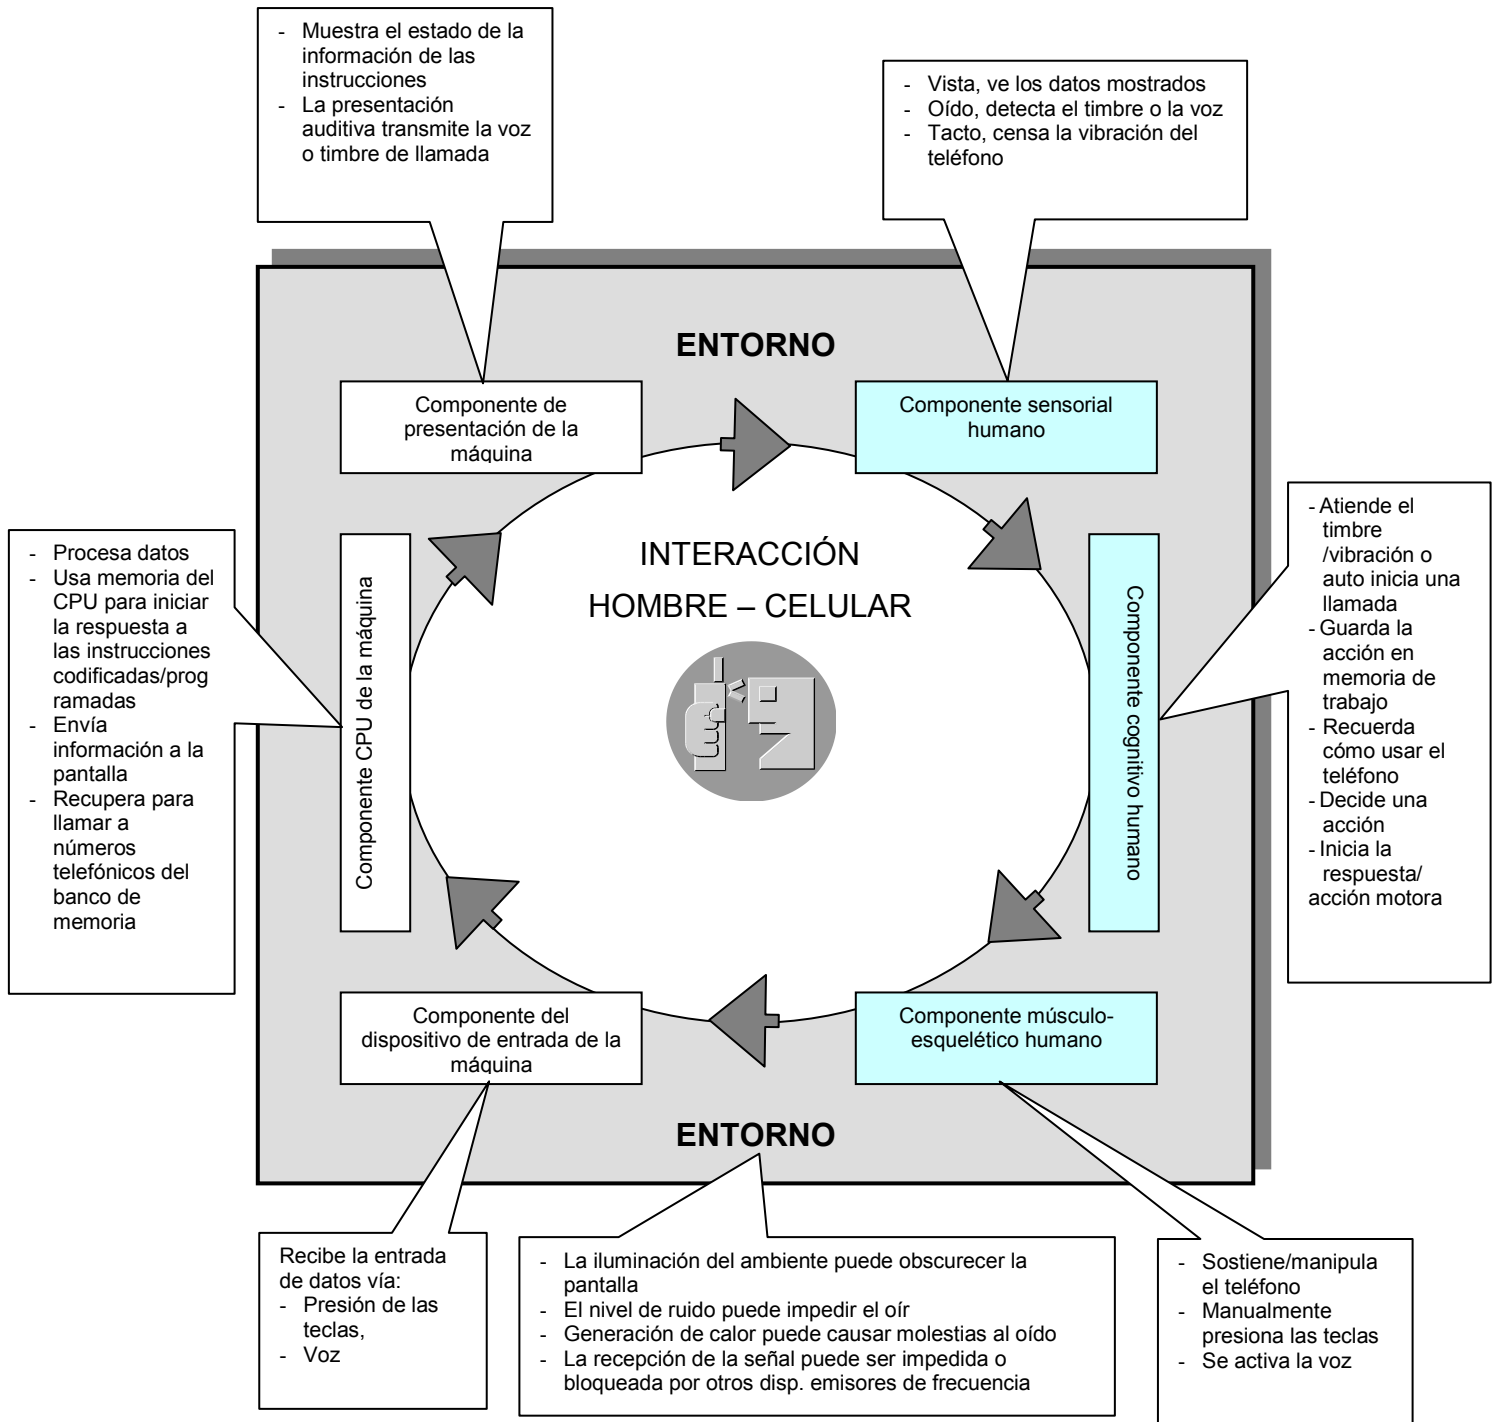 - Muestra el estado de la
información de las
instrucciones
- La presentación
auditiva transmite la voz
o timbre de llamada
- Vista, ve los datos mostrados
- Oído, detecta el timbre o la voz
- Tacto, censa la vibración del
teléfono
ENTORNO
Componente de
presentación de la
máquina
Componente sensorial
humano
INTERACCIÓN
HOMBRE – CELULAR
- Procesa datos
- Usa memoria del
CPU para iniciar
la respuesta a
las instrucciones
codificadas/prog
ramadas
- Envía
información a la
pantalla
- Recupera para
llamar a
números
telefónicos del
banco de
memoria
Componente CPU de la máquina
Componente cognitivo humano
- Atiende el
timbre
/vibración o
auto inicia una
llamada
- Guarda la
acción en
memoria de
trabajo
- Recuerda
cómo usar el
teléfono
- Decide una
acción
- Inicia la
respuesta/
acción motora
Componente del
dispositivo de entrada de la
máquina
Componente músculo-
esquelético humano
ENTORNO
Recibe la entrada
de datos vía:
- Presión de las
teclas,
- Voz
- La iluminación del ambiente puede obscurecer la
pantalla
- El nivel de ruido puede impedir el oír
- Generación de calor puede causar molestias al oído
- La recepción de la señal puede ser impedida o
bloqueada por otros disp. emisores de frecuencia
- Sostiene/manipula
el teléfono
- Manualmente
presiona las teclas
- Se activa la voz